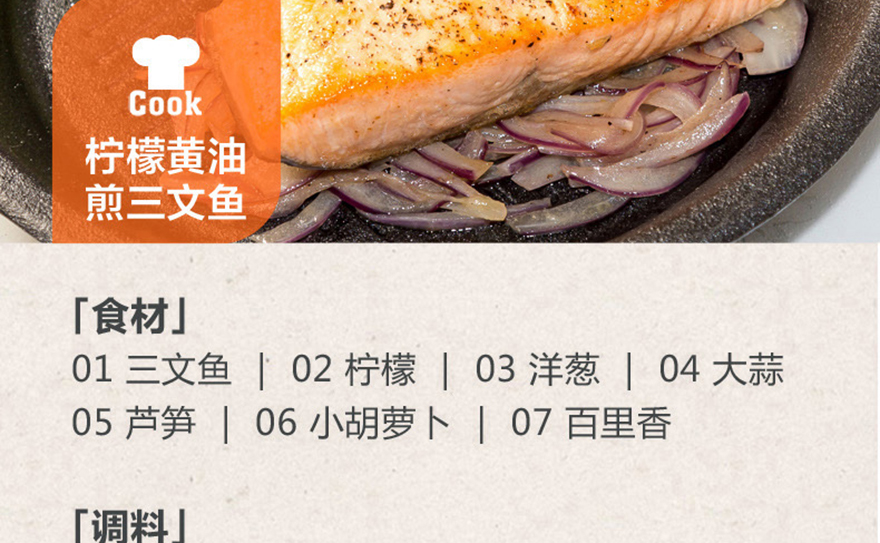 Cook
柠檬黄油
煎三文鱼
「食材」
01 三文鱼 | 02 柠檬 | 03 洋葱 | 04 大蒜
05 芦笋 | 06 小胡萝卜 | 07 百里香
「调料」